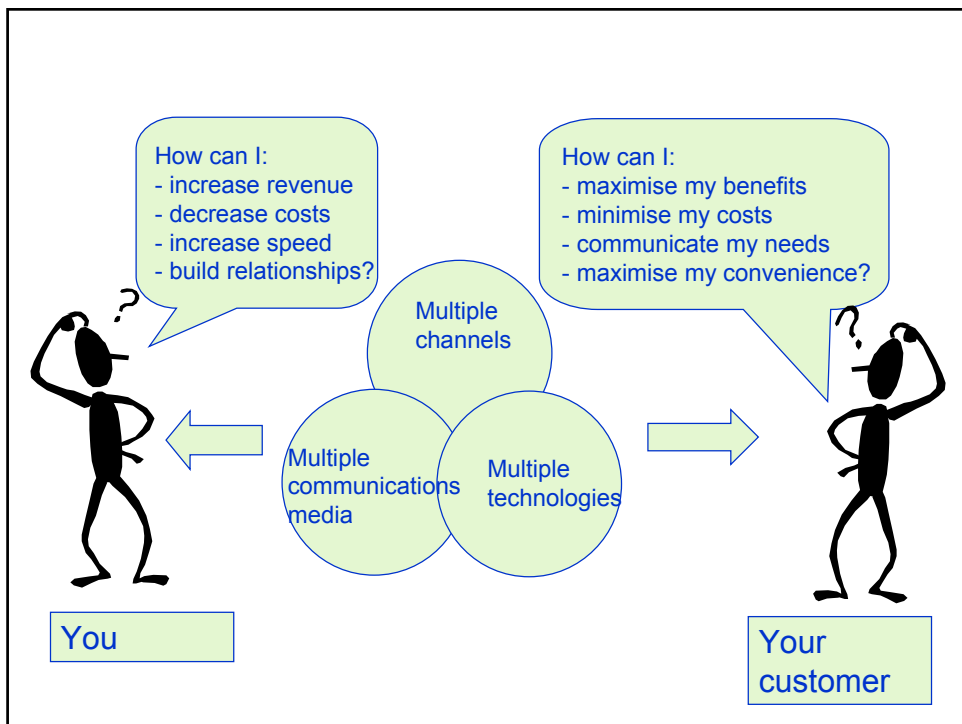 How can I:
- increase revenue
- decrease costs
- increase speed
- build relationships?
How can I:
- maximise my benefits
- minimise my costs
- communicate my needs
- maximise my convenience?
?
?
Multiple
channels
Multiple
communications
media
Multiple
technologies
You
Your
customer